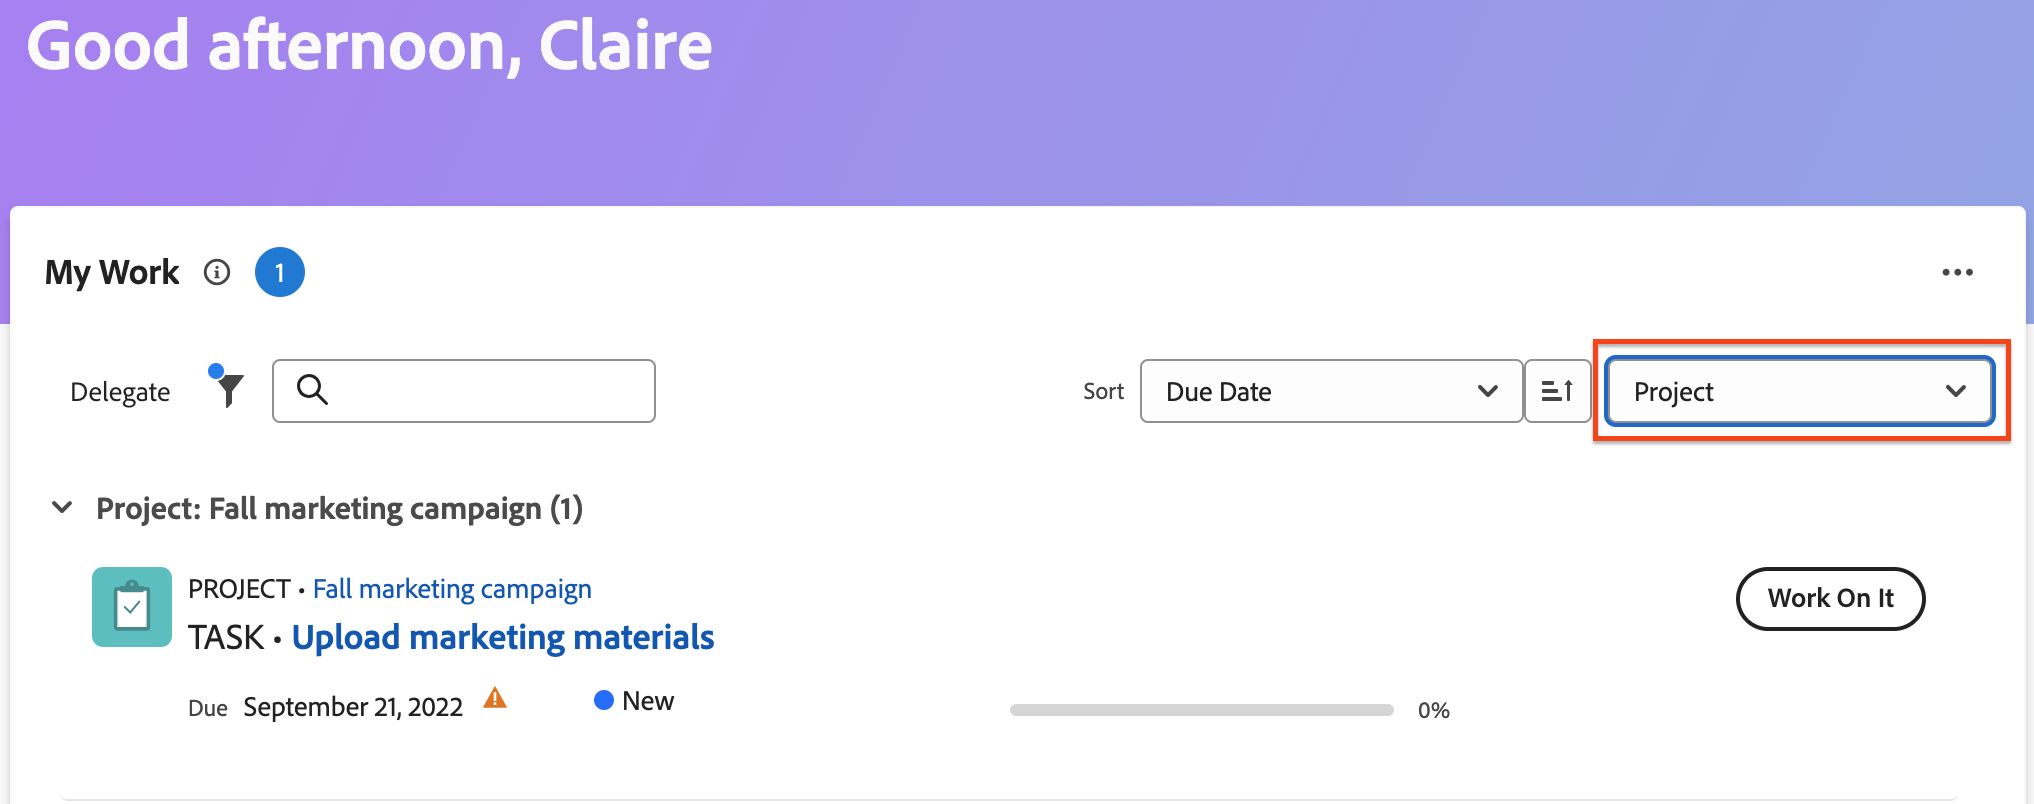 Good afternoon, Claire
My Work 1
Delegate Sort Due Date Project
Project: Fall marketing campaign (1)
PROJECT • Fall marketing campaign
Work On It
TASK • Upload marketing materials
Due September 21, 2022 New 0%